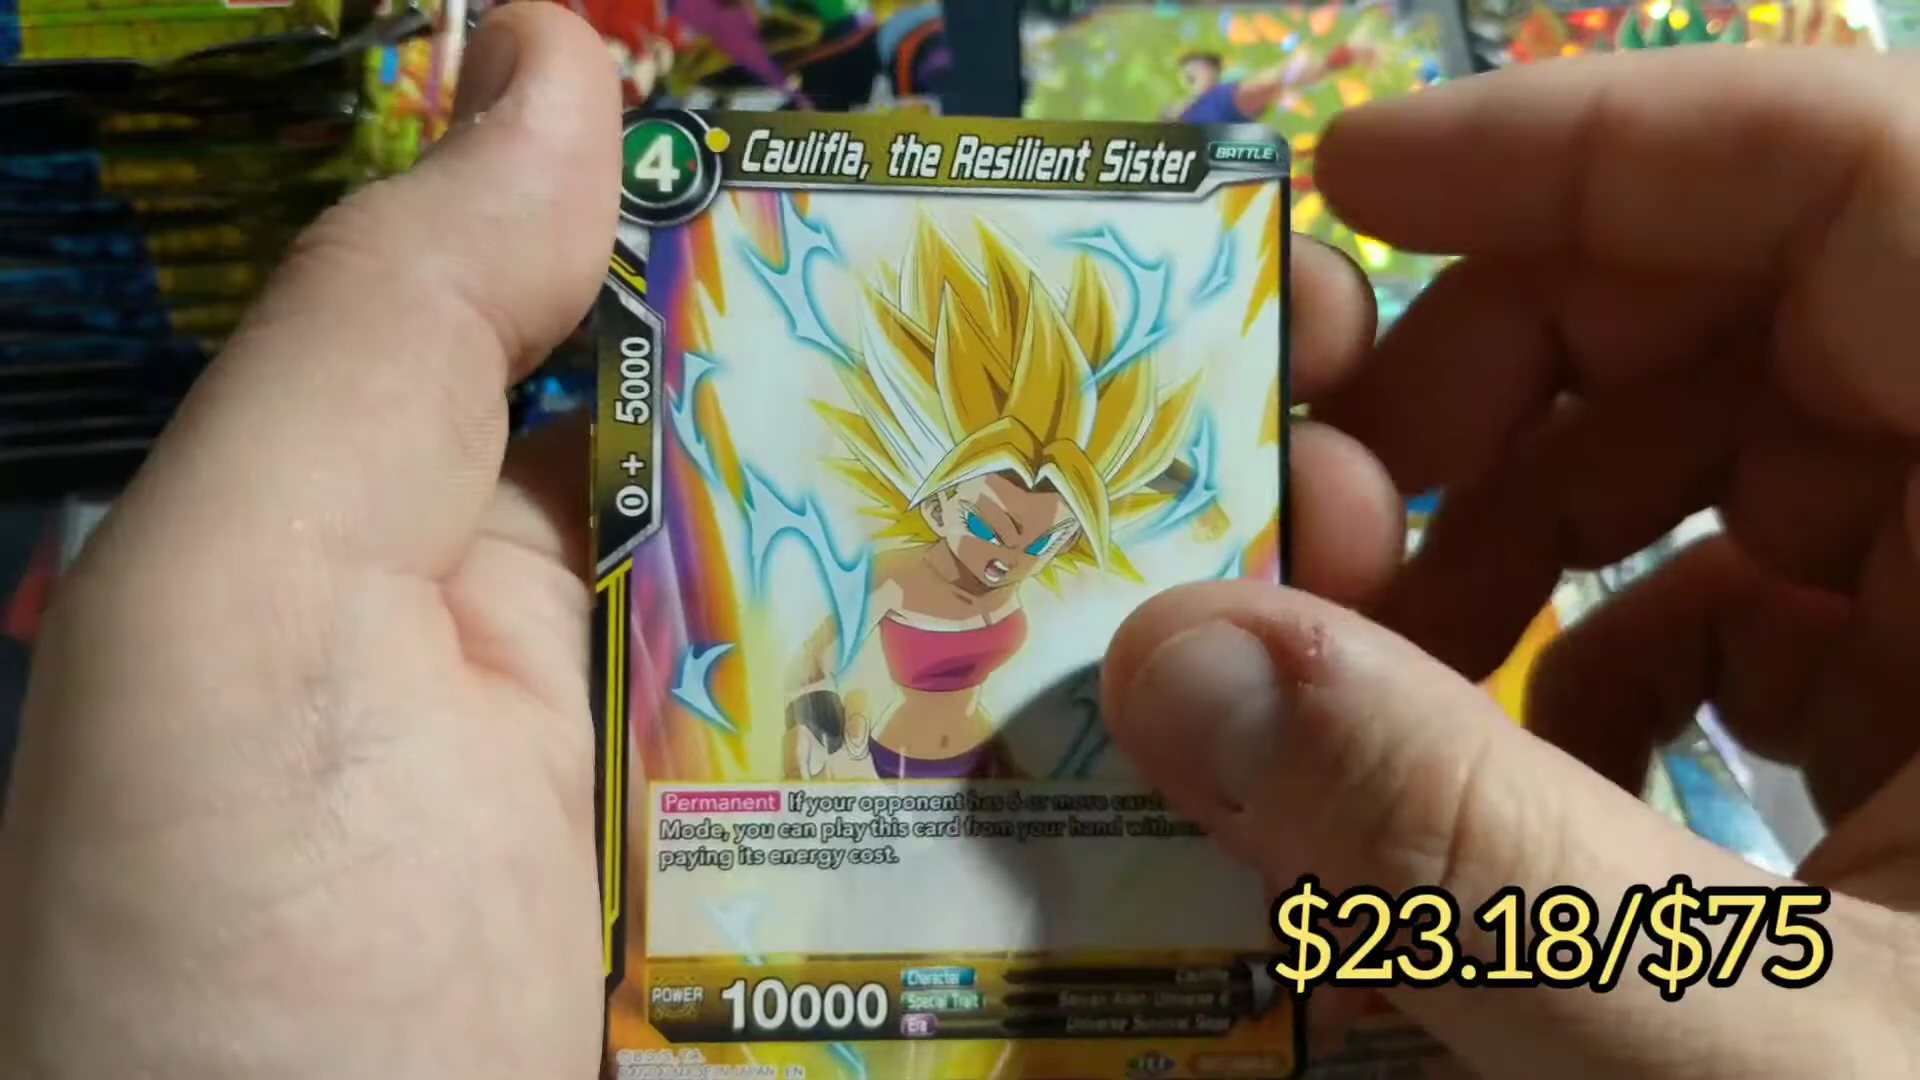 4
Caulifla, the Resilient Sister
BATTLE
0 + 5000
Permanent If your opponent has 6 or more cards
Mode, you can play this card from your hand without
paying its energy cost.
POWER 10000
Character Caulifla
Special Trait Saiyan Alien Universe 6
Era Universe Survival Saga
$23.18/$75